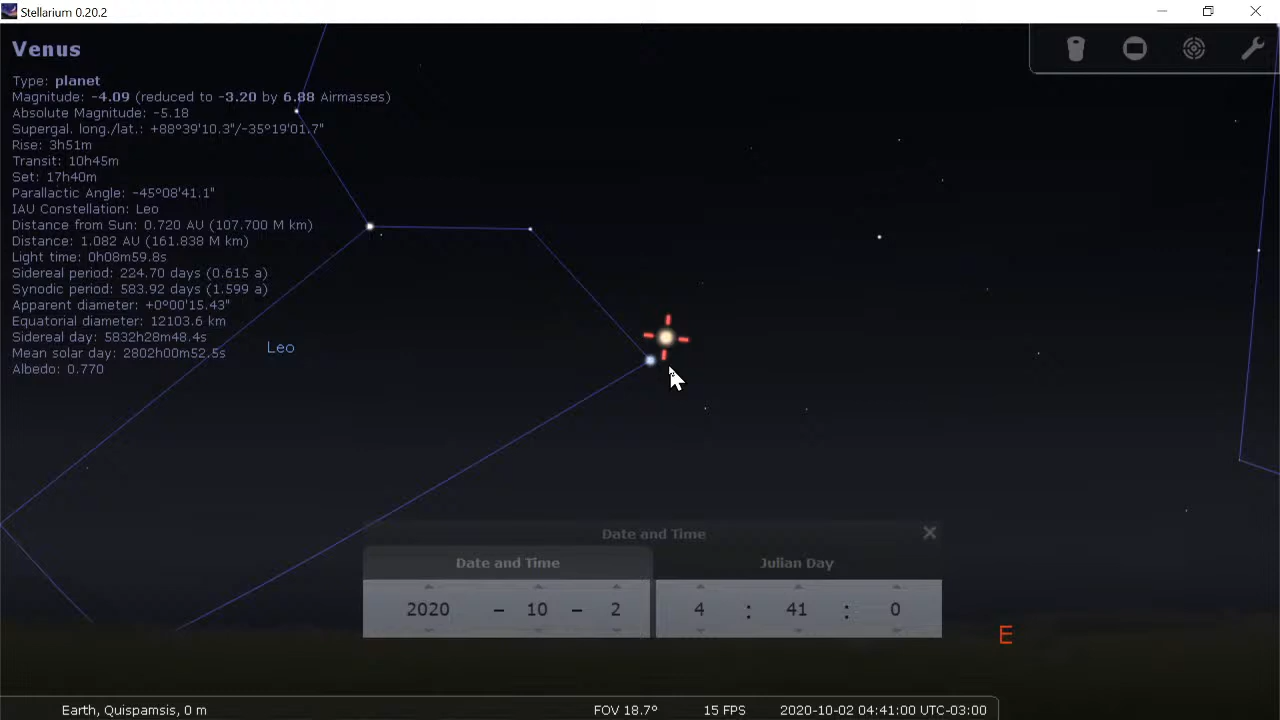 Stellarium 0.20.2
Venus
Type: planet
Magnitude: -4.09 (reduced to -3.20 by 6.88 Airmasses)
Absolute Magnitude: -5.18
Supergal. long./lat.: +88°39'10.3"/-35°19'01.7"
Rise: 3h51m
Transit: 10h45m
Set: 17h40m
Parallactic Angle: -45°08'41.1"
IAU Constellation: Leo
Distance from Sun: 0.720 AU (107.700 M km)
Distance: 1.082 AU (161.838 M km)
Light time: 0h08m59.8s
Sidereal period: 224.70 days (0.615 a)
Synodic period: 583.92 days (1.599 a)
Apparent diameter: +0°00'15.43"
Equatorial diameter: 12103.6 km
Sidereal day: 5832h28m48.4s
Mean solar day: 2802h00m52.5s
Albedo: 0.770
Leo
Date and Time
Date and Time Julian Day
2020 - 10 - 2 4 : 41 : 0
E
Earth, Quispamsis, 0 m FOV 18.7° 15 FPS 2020-10-02 04:41:00 UTC-03:00